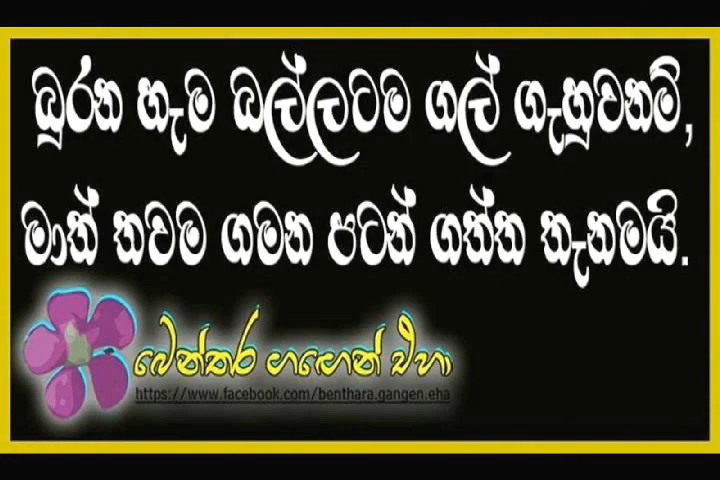 බූරන හැම බල්ලටම ගල් ගැහුවනම්,
මාත් තවම ගමන පටන් ගත්ත තැනමයි.
බෙන්තර ගඟෙන් එහා
https://www.facebook.com/benthara.gangen.eha